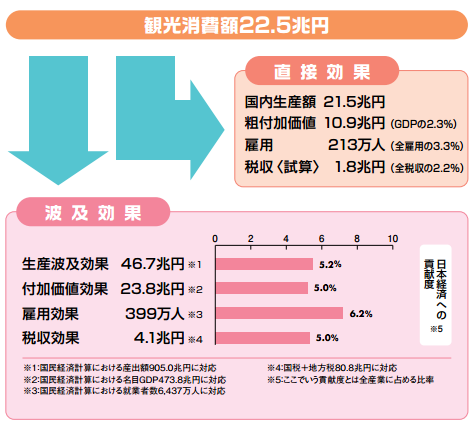 観光消費額22.5兆円
直接効果
国内生産額 21.5兆円
粗付加価値 10.9兆円（GDPの2.3%）
雇用 213万人（全雇用の3.3%）
税収〈試算〉 1.8兆円（全税収の2.2%）
波及効果
0 2 4 6 8 10
生産波及効果 46.7兆円 ※1 5.2%
付加価値効果 23.8兆円 ※2 5.0%
雇用効果 399万人 ※3 6.2%
税収効果 4.1兆円 ※4 5.0%
日本経済への
貢献度
※5
※1:国民経済計算における産出額905.0兆円に対応
※2:国民経済計算における名目GDP473.8兆円に対応
※3:国民経済計算における就業者数6,437万人に対応
※4:国税＋地方税80.8兆円に対応
※5:ここでいう貢献度とは全産業に占める比率